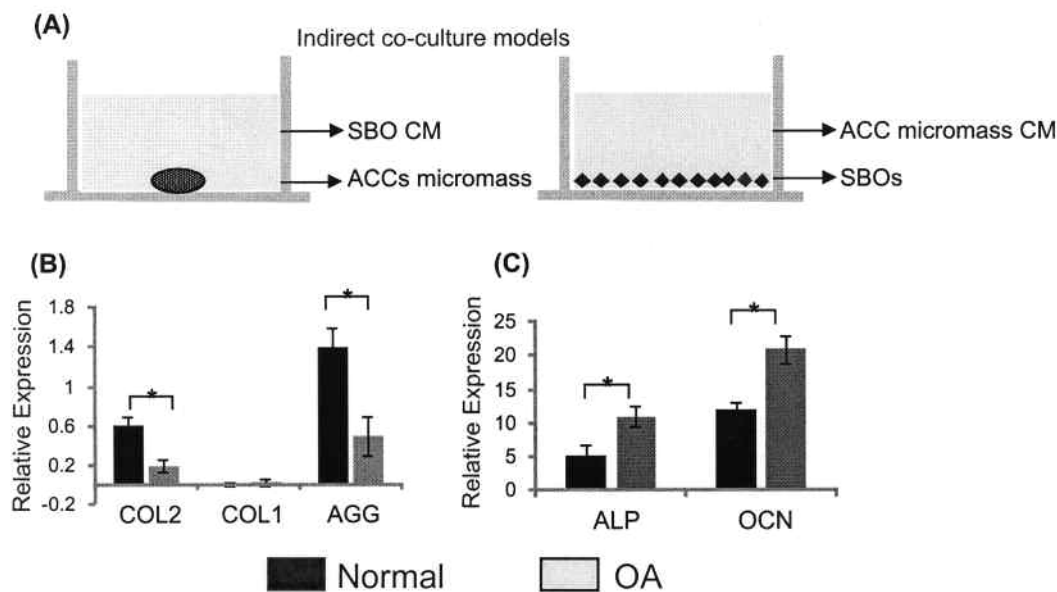 (A)
Indirect co-culture models
SBO CM
ACCs micromass
ACC micromass CM
SBOs
(B)
Relative Expression
1.8
1.4
1
0.6
0.2
-0.2
*
*
COL2 COL1 AGG
(C)
Relative Expression
25
20
15
10
5
0
*
*
ALP OCN
Normal OA